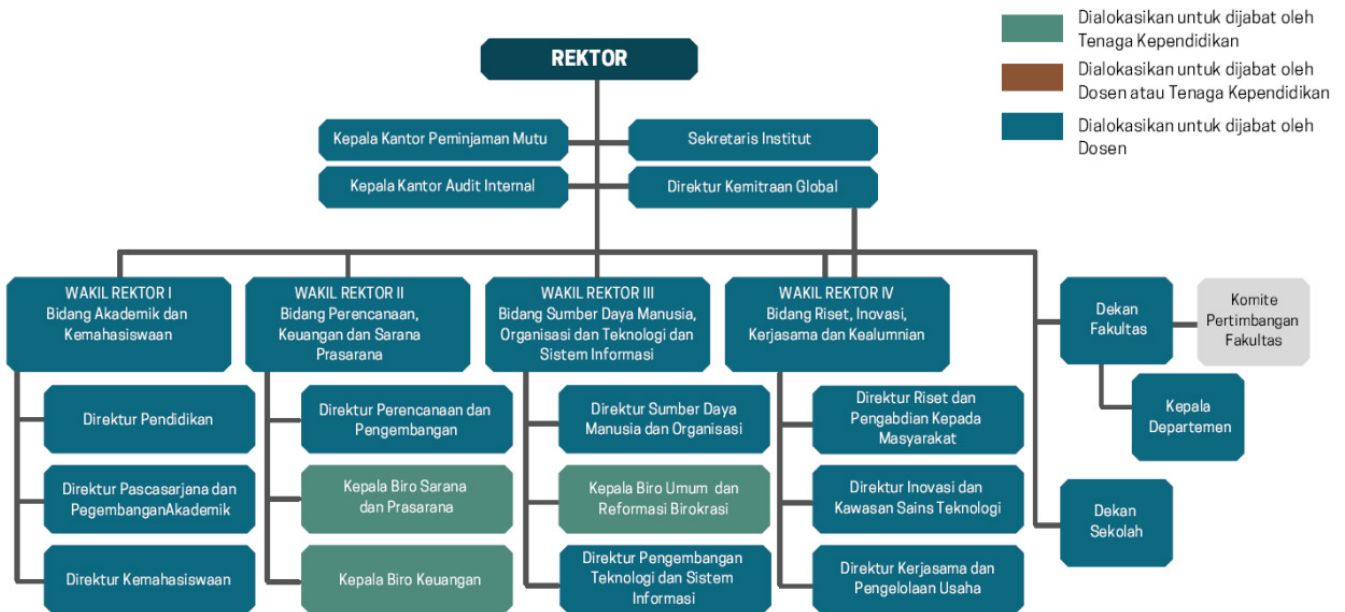 Dialokasikan untuk dijabat oleh
Tenaga Kependidikan
Dialokasikan untuk dijabat oleh
Dosen atau Tenaga Kependidikan
Dialokasikan untuk dijabat oleh
Dosen
REKTOR
Kepala Kantor Peminjaman Mutu
Sekretaris Institut
Kepala Kantor Audit Internal
Direktur Kemitraan Global
WAKIL REKTOR I
Bidang Akademik dan
Kemahasiswaan
Direktur Pendidikan
Direktur Pascasarjana dan
PegembanganAkademik
Direktur Kemahasiswaan
WAKIL REKTOR II
Bidang Perencanaan,
Keuangan dan Sarana
Prasarana
Direktur Perencanaan dan
Pengembangan
Kepala Biro Sarana
dan Prasarana
Kepala Biro Keuangan
WAKIL REKTOR III
Bidang Sumber Daya Manusia,
Organisasi dan Teknologi dan
Sistem Informasi
Direktur Sumber Daya
Manusia dan Organisasi
Kepala Biro Umum dan
Reformasi Birokrasi
Direktur Pengembangan
Teknologi dan Sistem
Informasi
WAKIL REKTOR IV
Bidang Riset, Inovasi,
Kerjasama dan Kealumnian
Direktur Riset dan
Pengabdian Kepada
Masyarakat
Direktur Inovasi dan
Kawasan Sains Teknologi
Direktur Kerjasama dan
Pengelolaan Usaha
Dekan
Fakultas
Komite
Pertimbangan
Fakultas
Kepala
Departemen
Dekan
Sekolah